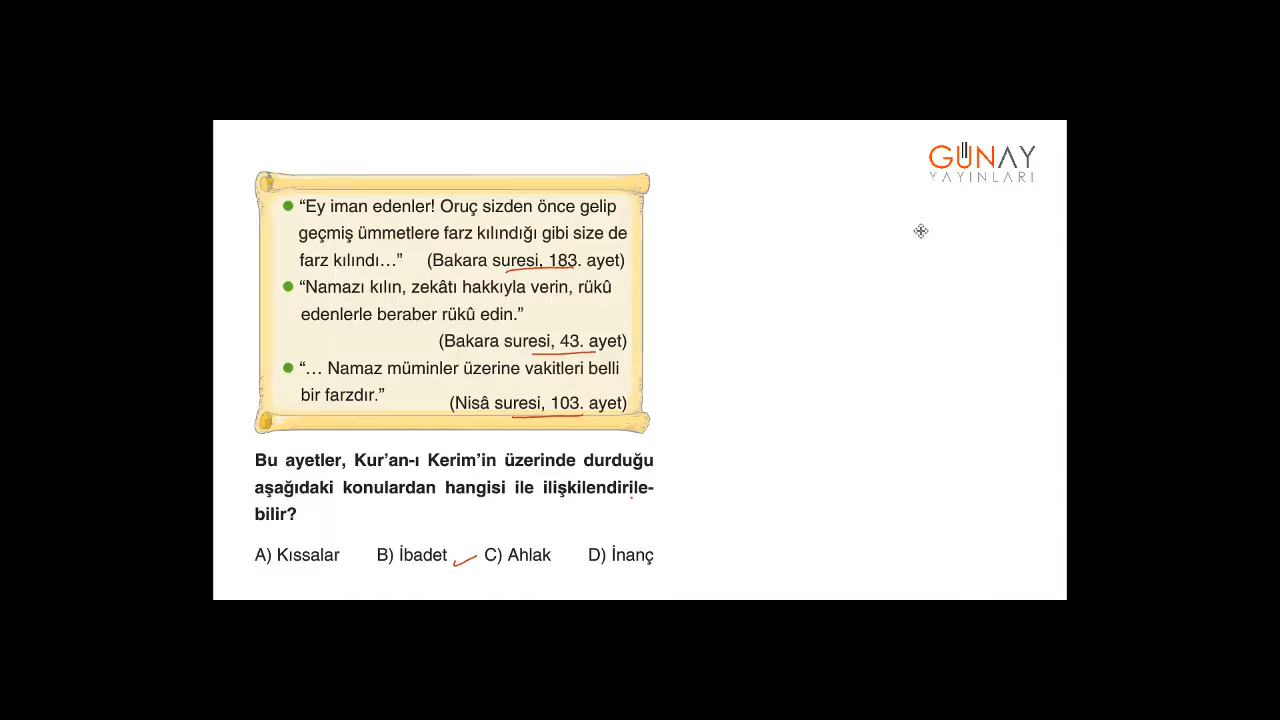 GÜNAY
YAYINLARI
● “Ey iman edenler! Oruç sizden önce gelip
geçmiş ümmetlere farz kılındığı gibi size de
farz kılındı...” (Bakara suresi, 183. ayet)
● “Namazı kılın, zekâtı hakkıyla verin, rükû
edenlerle beraber rükû edin.”
(Bakara suresi, 43. ayet)
● “... Namaz müminler üzerine vakitleri belli
bir farzdır.”
(Nisâ suresi, 103. ayet)
Bu ayetler, Kur’an-ı Kerim’in üzerinde durduğu
aşağıdaki konulardan hangisi ile ilişkilendirile-
bilir?
A) Kıssalar B) İbadet C) Ahlak D) İnanç